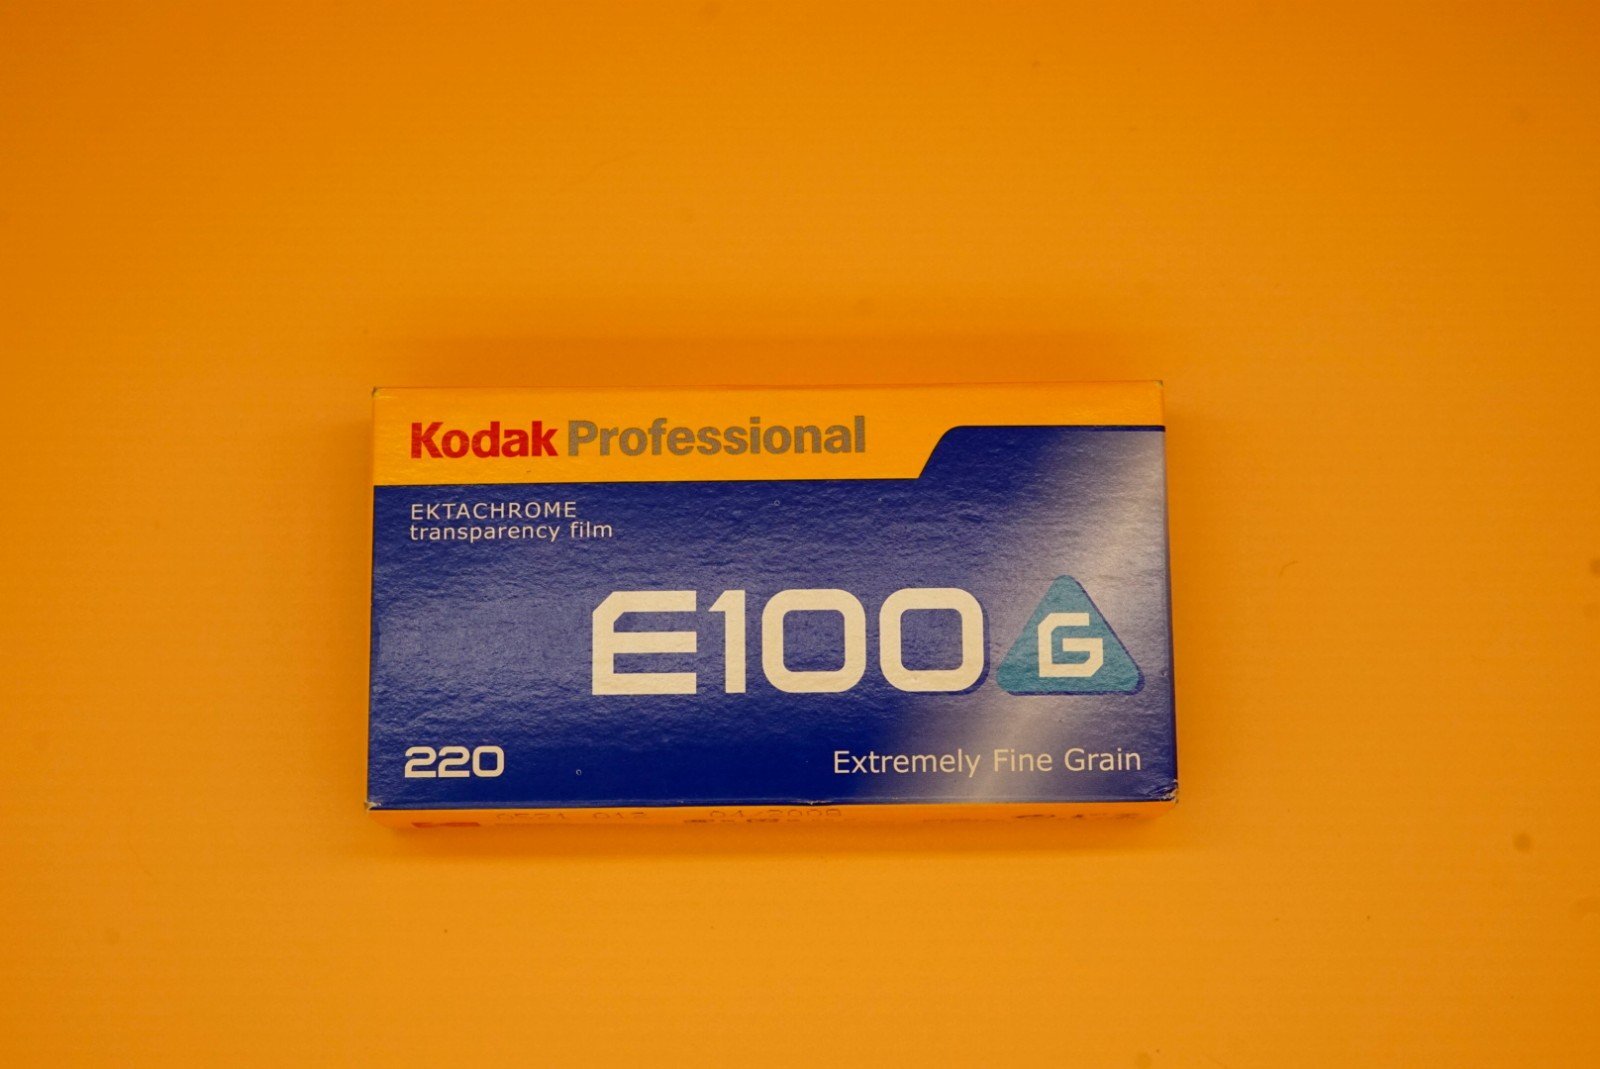 Kodak Professional
EKTACHROME
transparency film
E100G
220
Extremely Fine Grain